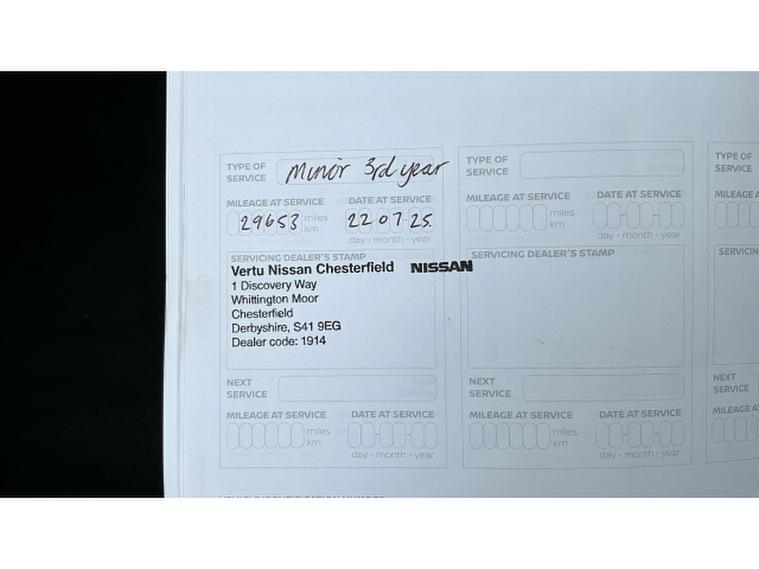 TYPE OF SERVICE Minor 3rd year
MILEAGE AT SERVICE DATE AT SERVICE
29653 miles km 22 07 25.
day - month - year
SERVICING DEALER'S STAMP
Vertu Nissan Chesterfield NISSAN
1 Discovery Way
Whittington Moor
Chesterfield
Derbyshire, S41 9EG
Dealer code: 1914
NEXT SERVICE
MILEAGE AT SERVICE DATE AT SERVICE
miles km
day - month - year
TYPE OF SERVICE
MILEAGE AT SERVICE DATE AT SERVICE
miles km
day - month - year
SERVICING DEALER'S STAMP
NEXT SERVICE
MILEAGE AT SERVICE DATE AT SERVICE
miles km
day - month - year
TYPE OF SERVICE
MILEAGE A
SERVICIN
NEXT SERVICE
MILEAGE A